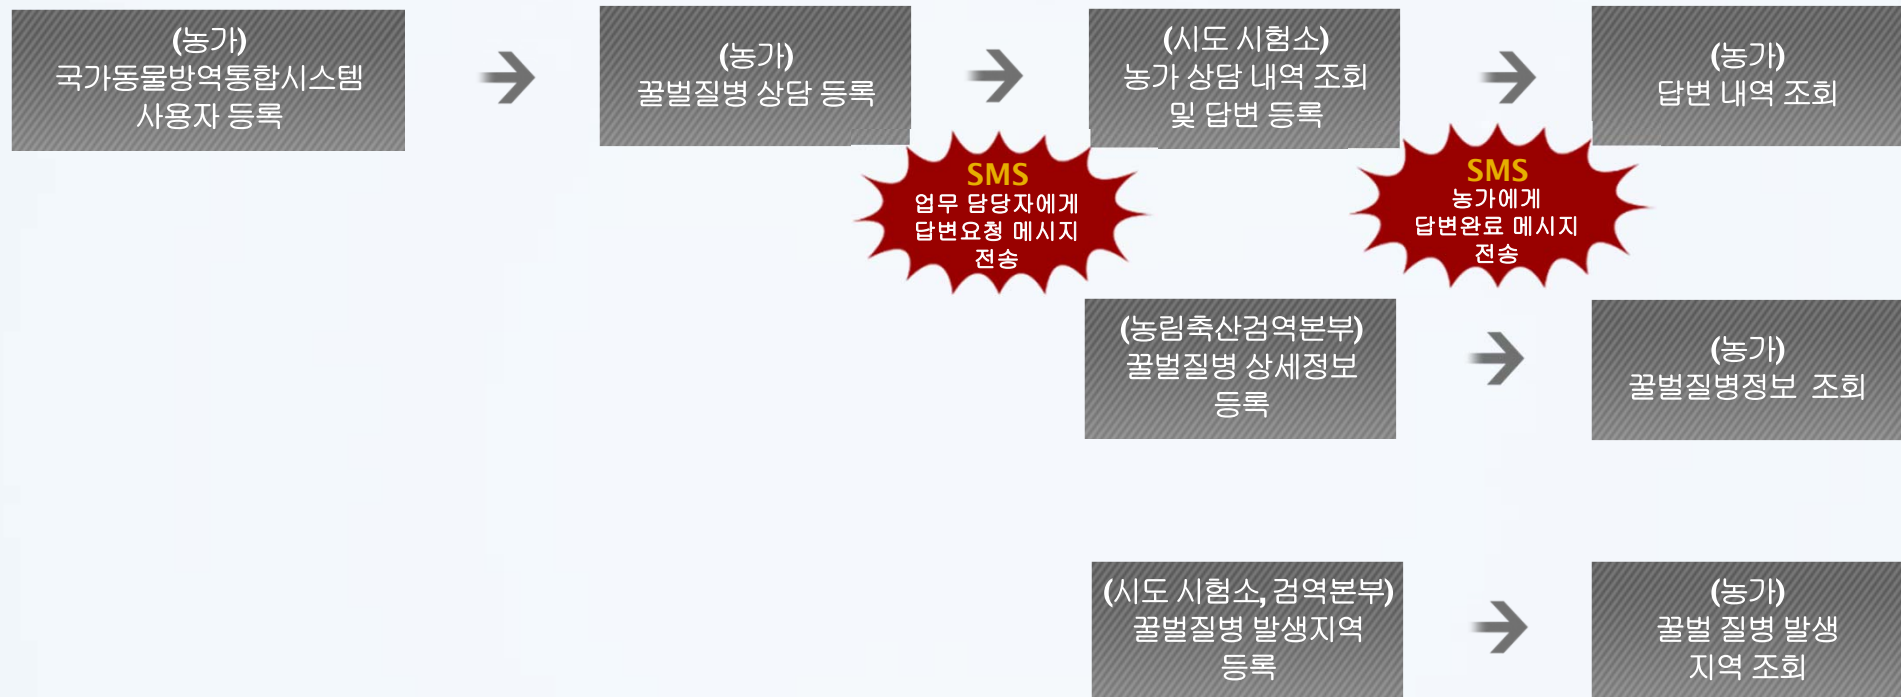 (농가)
국가동물방역통합시스템
사용자 등록
(농가)
꿀벌질병 상담 등록
(시도 시험소)
농가 상담 내역 조회
및 답변 등록
(농가)
답변 내역 조회
SMS
업무 담당자에게
답변요청 메시지
전송
SMS
농가에게
답변완료 메시지
전송
(농림축산검역본부)
꿀벌질병 상세정보
등록
(농가)
꿀벌질병정보 조회
(시도 시험소, 검역본부)
꿀벌질병 발생지역
등록
(농가)
꿀벌 질병 발생
지역 조회